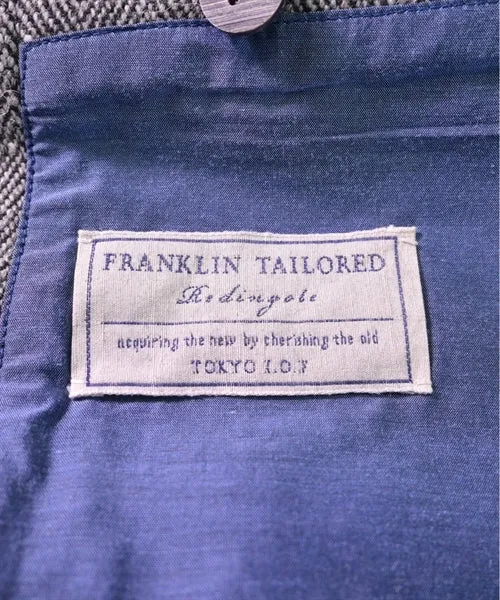 FRANKLIN TAILORED
Redingote
acquiring the new by cherishing the old
TOKYO I.O.F